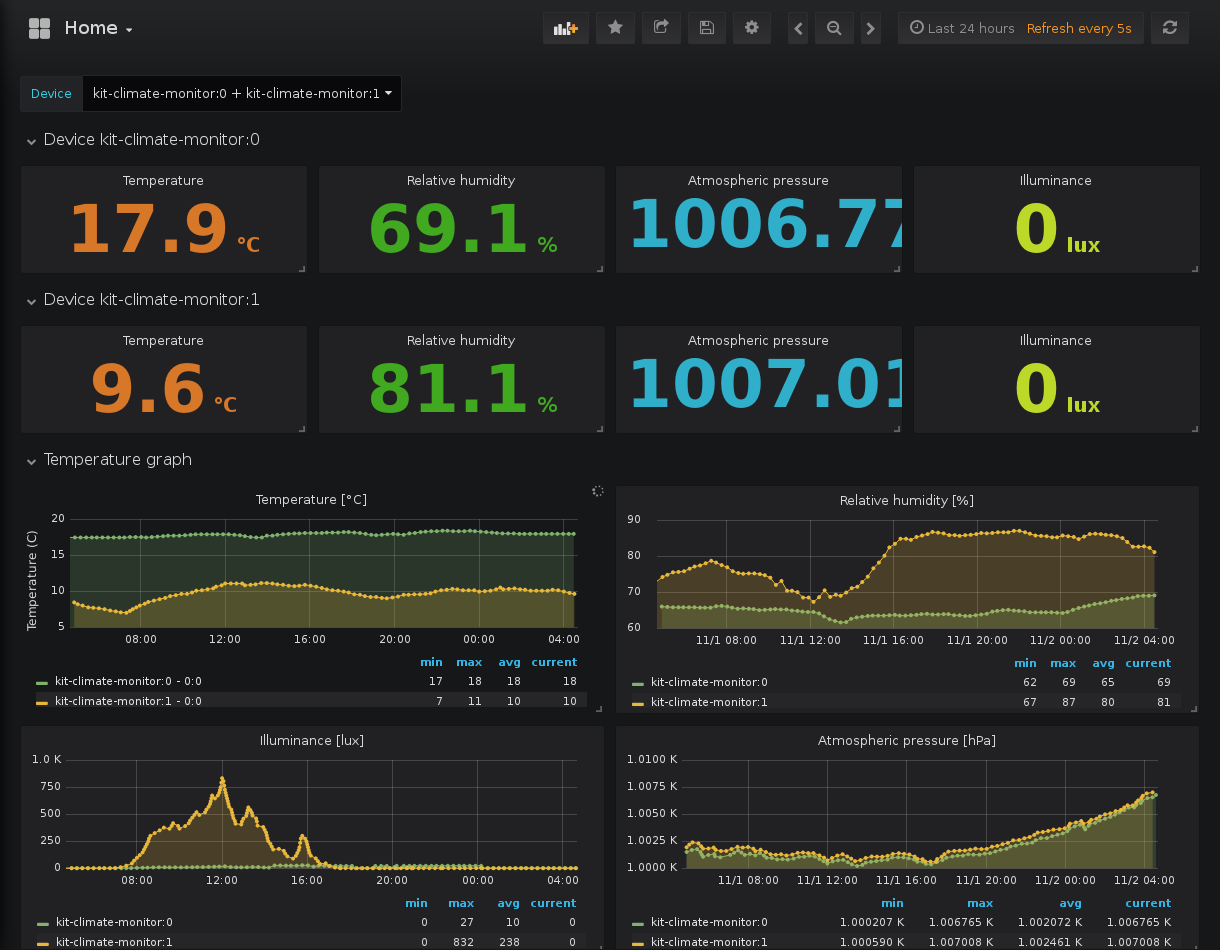 Home
Last 24 hours Refresh every 5s
Device kit-climate-monitor:0 + kit-climate-monitor:1
Device kit-climate-monitor:0
Temperature Relative humidity Atmospheric pressure Illuminance
17.9 °C 69.1 % 1006.77 0 lux
Device kit-climate-monitor:1
Temperature Relative humidity Atmospheric pressure Illuminance
9.6 °C 81.1 % 1007.01 0 lux
Temperature graph
Temperature [°C]
Temperature (C)
20
15
10
5
08:00 12:00 16:00 20:00 00:00 04:00
min max avg current
kit-climate-monitor:0 - 0:0 17 18 18 18
kit-climate-monitor:1 - 0:0 7 11 10 10
Relative humidity [%]
90
80
70
60
11/1 08:00 11/1 12:00 11/1 16:00 11/1 20:00 11/2 00:00 11/2 04:00
min max avg current
kit-climate-monitor:0 62 69 65 69
kit-climate-monitor:1 67 87 80 81
Illuminance [lux]
1.0 K
750
500
250
0
08:00 12:00 16:00 20:00 00:00 04:00
min max avg current
kit-climate-monitor:0 0 27 10 0
kit-climate-monitor:1 0 832 238 0
Atmospheric pressure [hPa]
1.0100 K
1.0075 K
1.0050 K
1.0025 K
1.0000 K
11/1 08:00 11/1 12:00 11/1 16:00 11/1 20:00 11/2 00:00 11/2 04:00
min max avg current
kit-climate-monitor:0 1.000207 K 1.006765 K 1.002072 K 1.006765 K
kit-climate-monitor:1 1.000590 K 1.007008 K 1.002461 K 1.007008 K